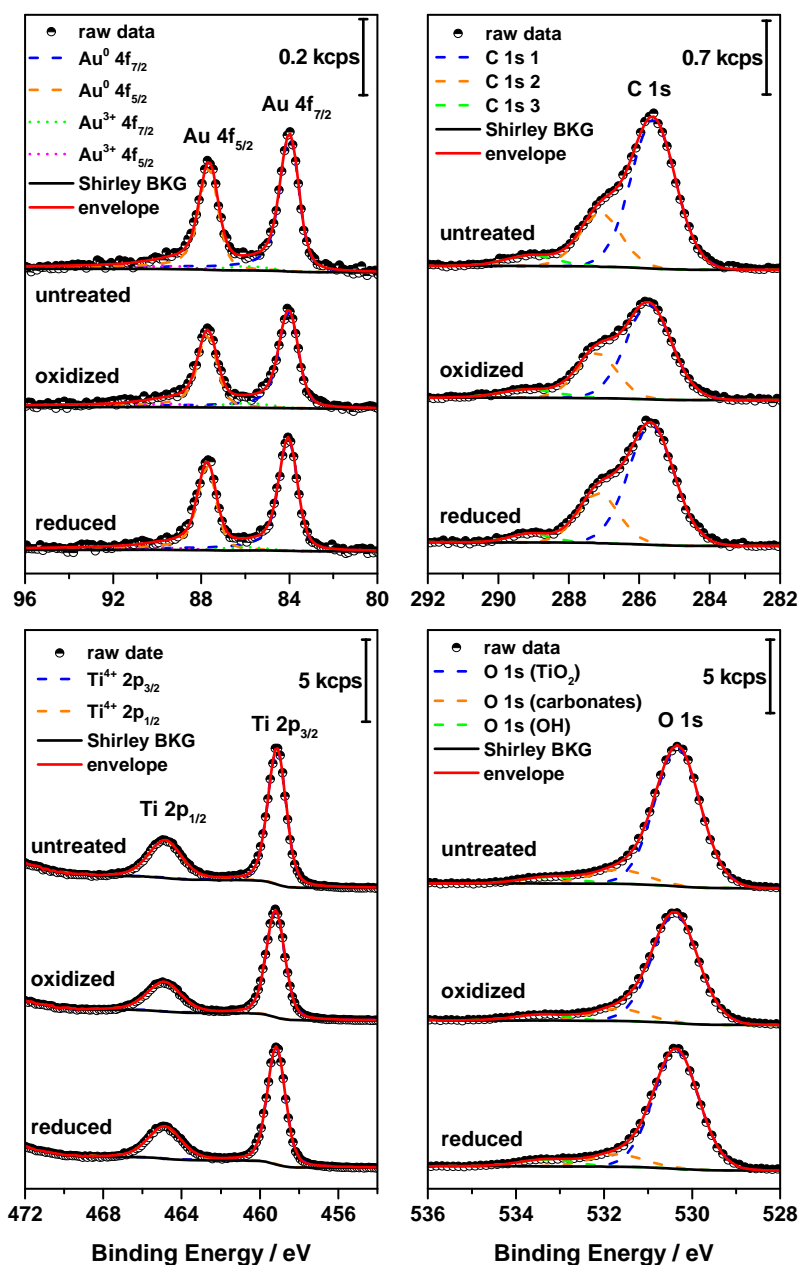 raw data
Au⁰ 4f₇/₂
Au⁰ 4f₅/₂
Au³⁺ 4f₇/₂
Au³⁺ 4f₅/₂
Shirley BKG
envelope
0.2 kcps
Au 4f₅/₂
Au 4f₇/₂
untreated
oxidized
reduced
96 92 88 84 80
raw data
C 1s 1
C 1s 2
C 1s 3
Shirley BKG
envelope
0.7 kcps
C 1s
untreated
oxidized
reduced
292 290 288 286 284 282
raw date
Ti⁴⁺ 2p₃/₂
Ti⁴⁺ 2p₁/₂
Shirley BKG
envelope
5 kcps
Ti 2p₃/₂
Ti 2p₁/₂
untreated
oxidized
reduced
472 468 464 460 456
Binding Energy / eV
raw data
O 1s (TiO₂)
O 1s (carbonates)
O 1s (OH)
Shirley BKG
envelope
5 kcps
O 1s
untreated
oxidized
reduced
536 534 532 530 528
Binding Energy / eV